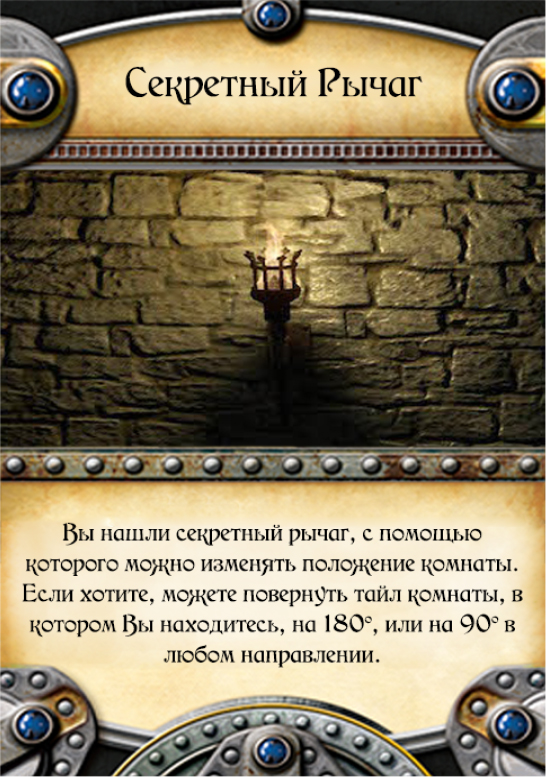 Секретный Рычаг
Вы нашли секретный рычаг, с помощью
которого можно изменять положение комнаты.
Если хотите, можете повернуть тайл комнаты, в
котором Вы находитесь, на 180°, или на 90° в
любом направлении.